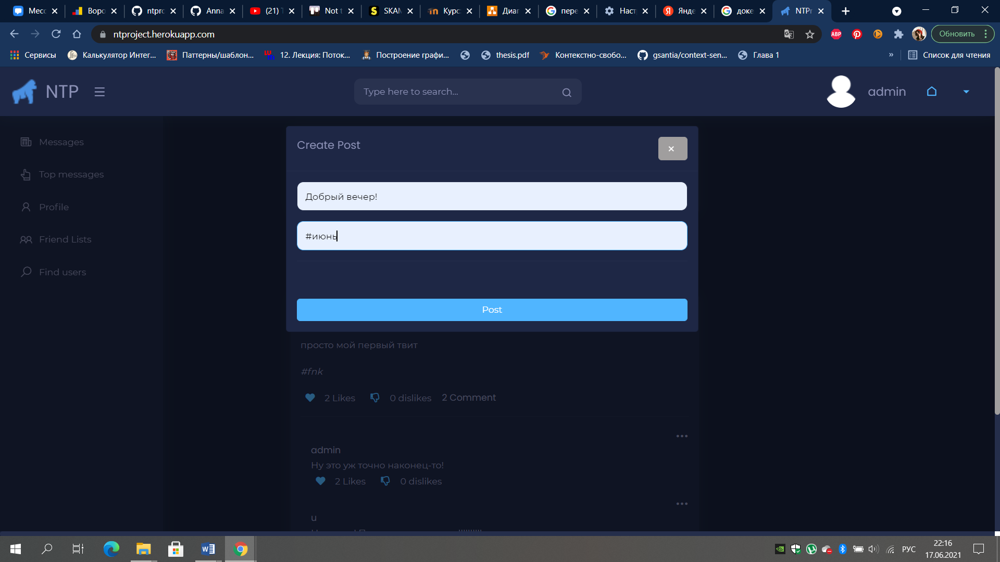 Месс
Воро
ntpro
Anna
(21) T
Not t
SKAM
Курс:
Диаг
пере
Наст
Янде
доке
NTPr
ntproject.herokuapp.com
ABP
Обновить
Сервисы
Калькулятор Интег...
Паттерны/шаблон...
12. Лекция: Поток...
Построение графи...
thesis.pdf
Контекстно-свобо...
gsantia/context-sen...
Глава 1
»
Список для чтения
NTP
Type here to search...
admin
Messages
Top messages
Profile
Friend Lists
Find users
Create Post
Добрый вечер!
#июнь
Post
просто мой первый твит
#fnk
2 Likes
0 dislikes
2 Comment
admin
Ну это уж точно наконец-то!
2 Likes
0 dislikes
u
РУС
22:16
17.06.2021